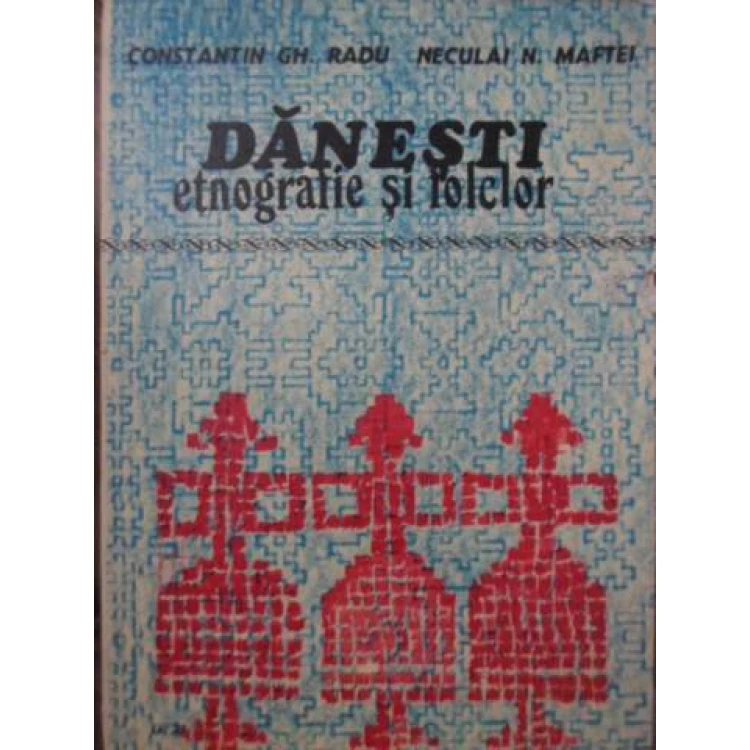 CONSTANTIN GH. RADU NECULAI N. MAFTEI
DĂNEȘTI
etnografie și folclor